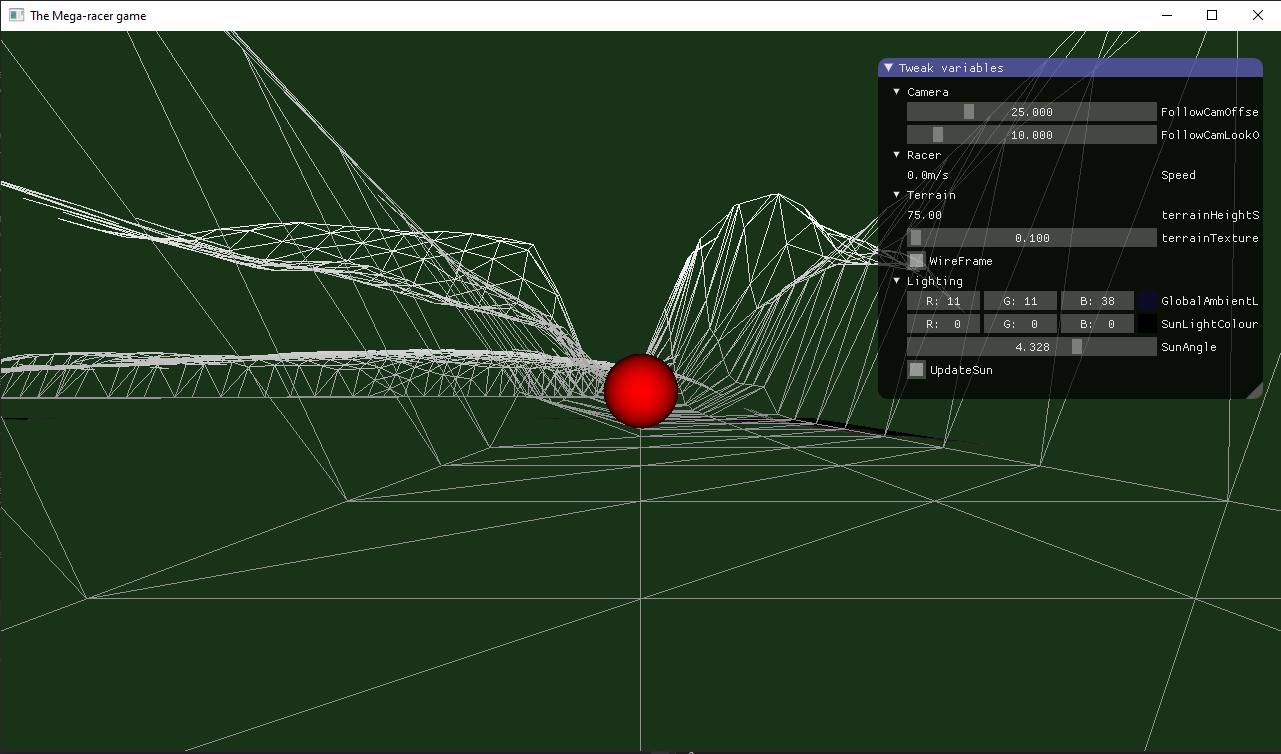 The Mega-racer game
Tweak variables
Camera
25.000 FollowCamOffse
10.000 FollowCamLookO
Racer
0.0m/s Speed
Terrain
75.00 terrainHeightS
0.100 terrainTexture
WireFrame
Lighting
R: 11 G: 11 B: 38 GlobalAmbientL
R: 0 G: 0 B: 0 SunLightColour
4.328 SunAngle
UpdateSun